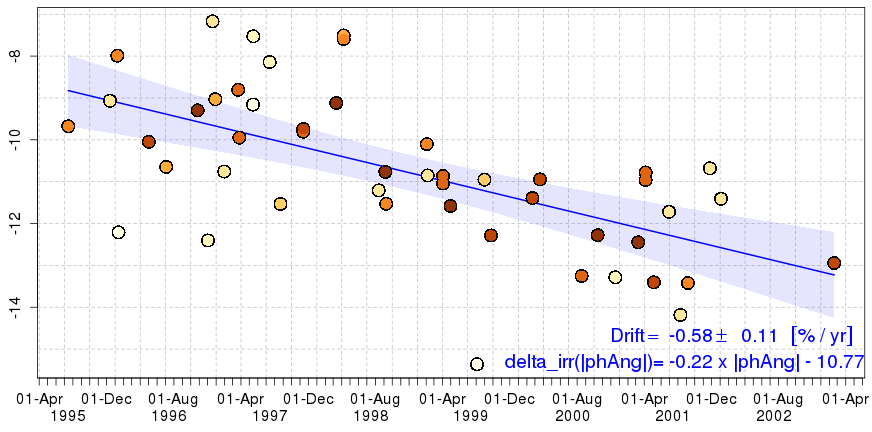 -8
-10
-12
-14
Drift= -0.58± 0.11 [%/yr]
delta_irr(|phAng|)= -0.22 x |phAng| - 10.77
01-Apr 01-Dec 01-Aug 01-Apr 01-Dec 01-Aug 01-Apr 01-Dec 01-Aug 01-Apr 01-Dec 01-Aug 01-Apr
1995 1996 1997 1998 1999 2000 2001 2002